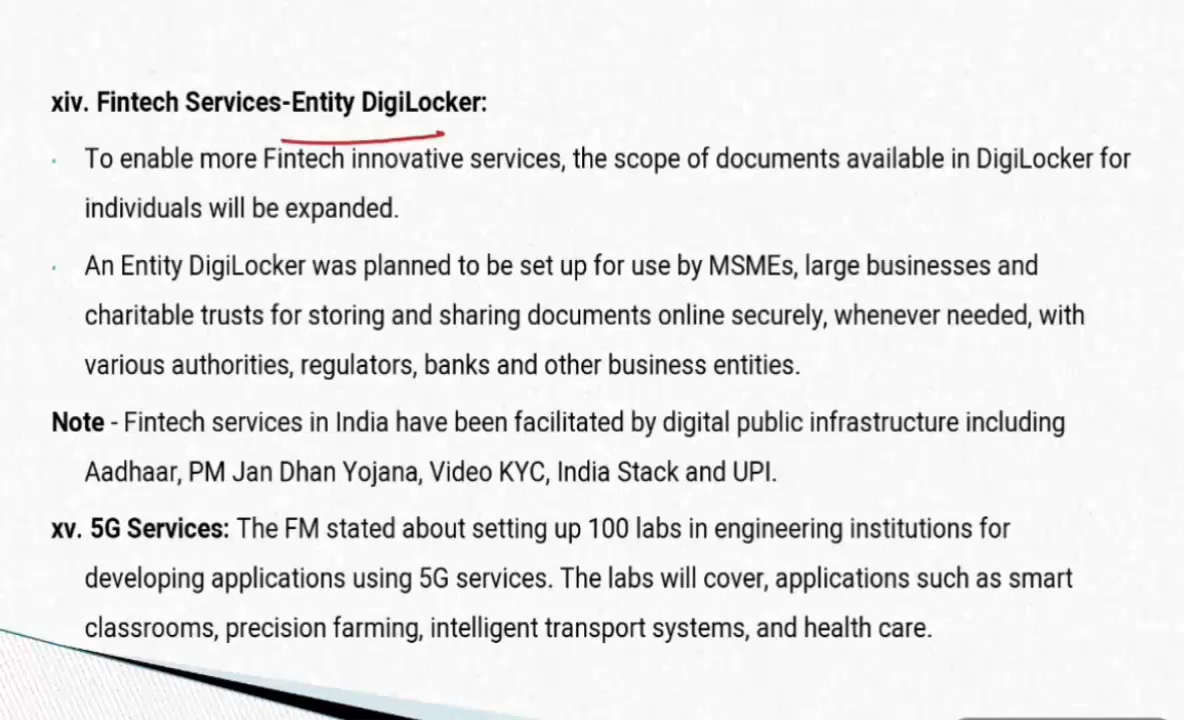 xiv. Fintech Services-Entity DigiLocker:
· To enable more Fintech innovative services, the scope of documents available in DigiLocker for
individuals will be expanded.
· An Entity DigiLocker was planned to be set up for use by MSMEs, large businesses and
charitable trusts for storing and sharing documents online securely, whenever needed, with
various authorities, regulators, banks and other business entities.
Note - Fintech services in India have been facilitated by digital public infrastructure including
Aadhaar, PM Jan Dhan Yojana, Video KYC, India Stack and UPI.
xv. 5G Services: The FM stated about setting up 100 labs in engineering institutions for
developing applications using 5G services. The labs will cover, applications such as smart
classrooms, precision farming, intelligent transport systems, and health care.